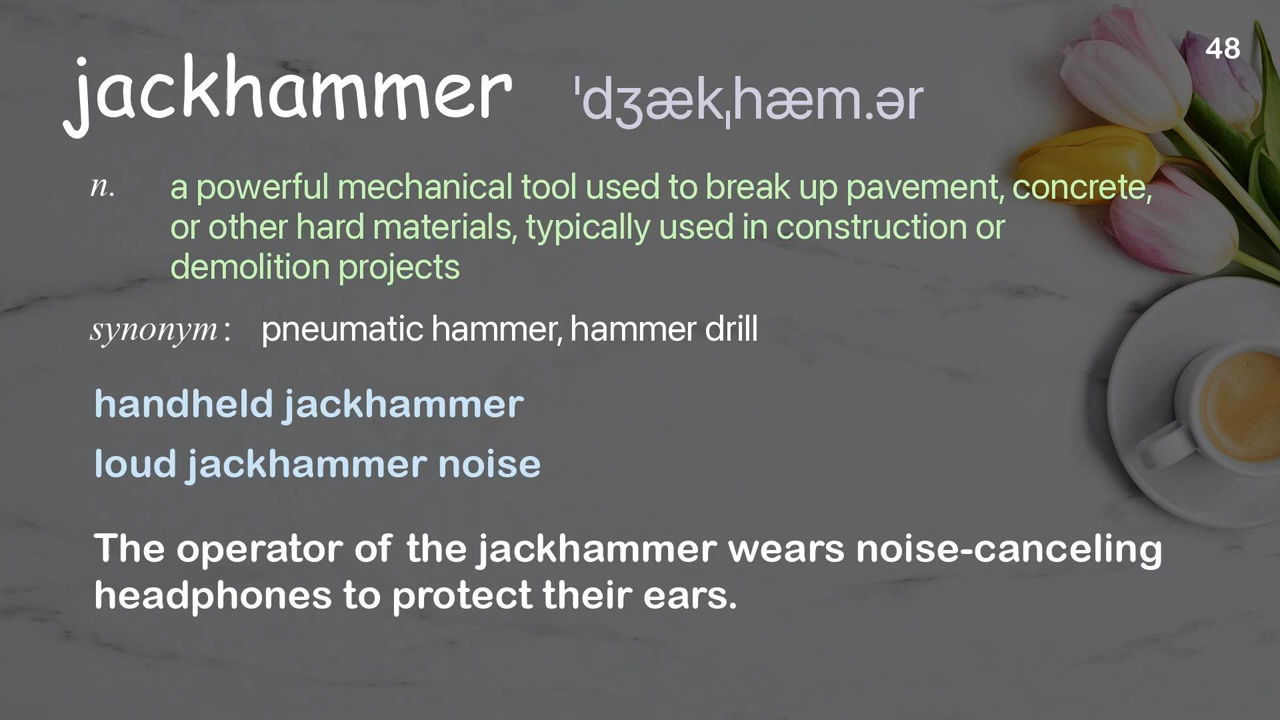 48
jackhammer ˈdʒækˌhæm.ər
n. a powerful mechanical tool used to break up pavement, concrete,
or other hard materials, typically used in construction or
demolition projects
synonym: pneumatic hammer, hammer drill
handheld jackhammer
loud jackhammer noise
The operator of the jackhammer wears noise-canceling
headphones to protect their ears.